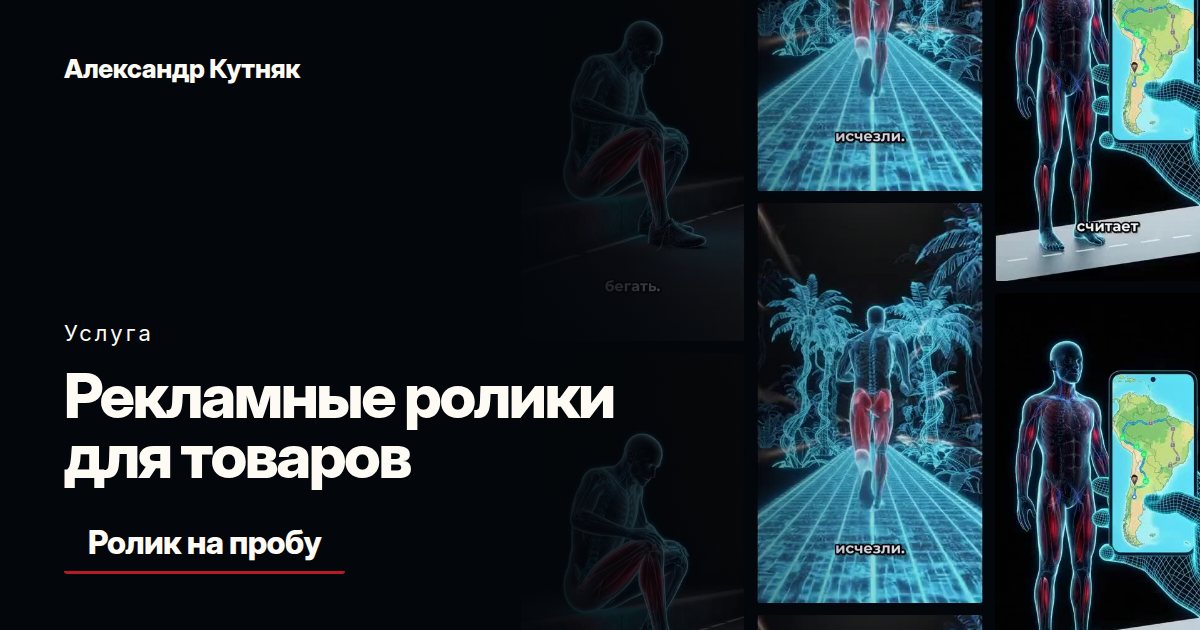 Александр Кутняк
Услуга
Рекламные ролики
для товаров
Ролик на пробу
бегать.
исчезли.
исчезли.
считает